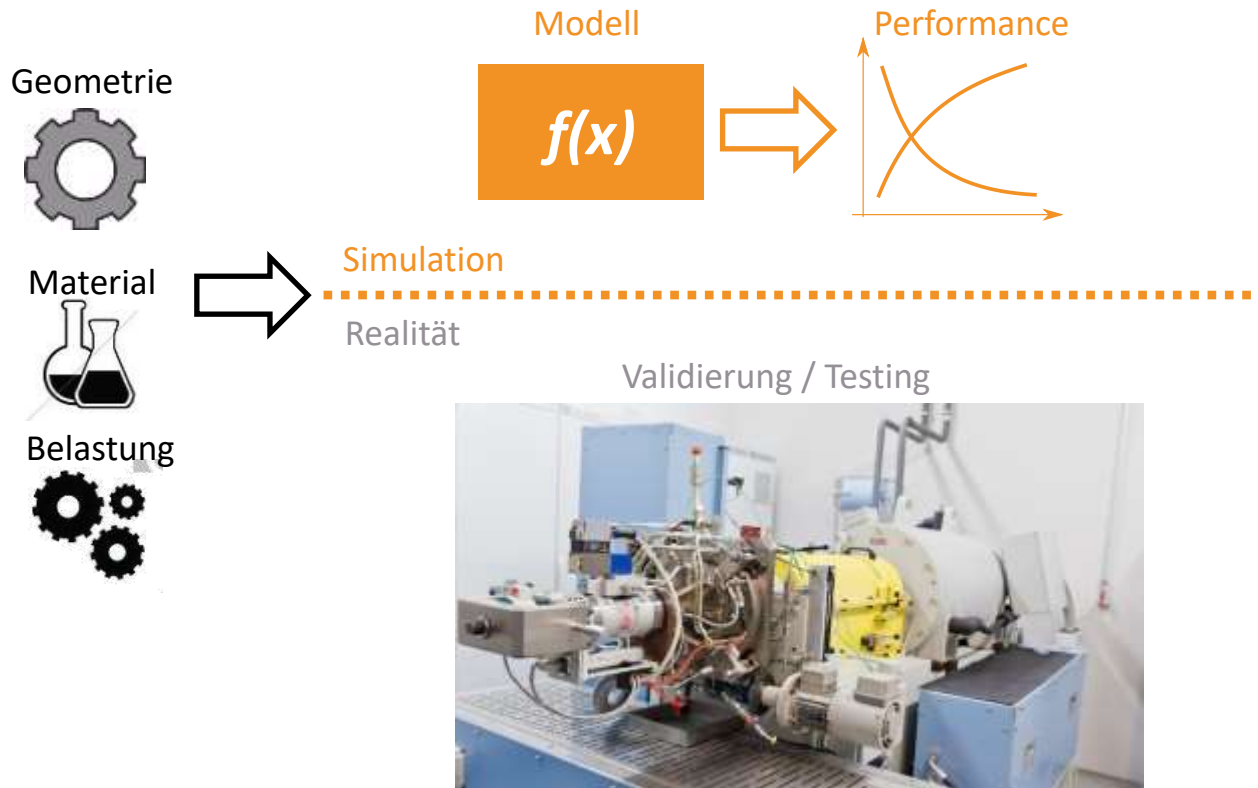 Modell
Performance
Geometrie
f(x)
Material
Simulation
Realität
Validierung / Testing
Belastung